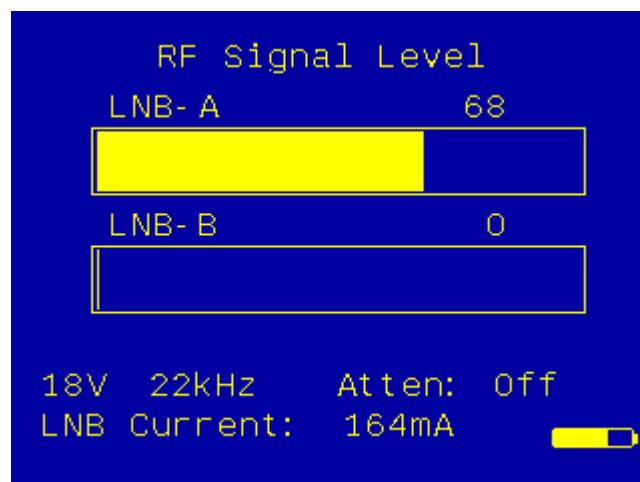 RF Signal Level
LNB-A 68
LNB-B 0
18V 22kHz Atten: Off
LNB Current: 164mA